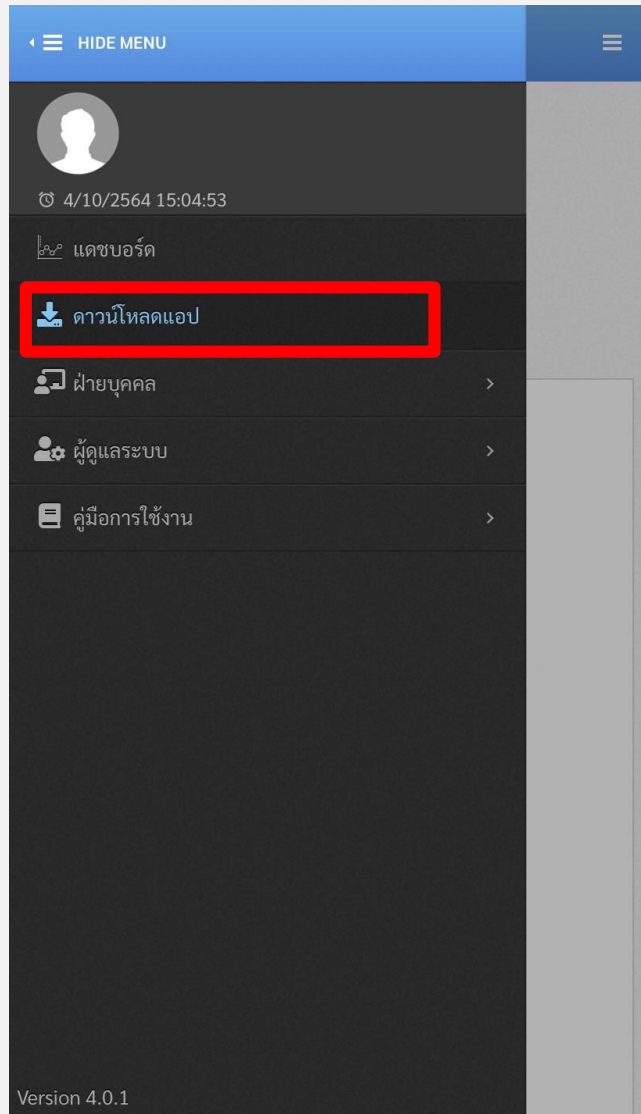 HIDE MENU
4/10/2564 15:04:53
แดชบอร์ด
ดาวน์โหลดแอป
ฝ่ายบุคคล
ผู้ดูแลระบบ
คู่มือการใช้งาน
Version 4.0.1